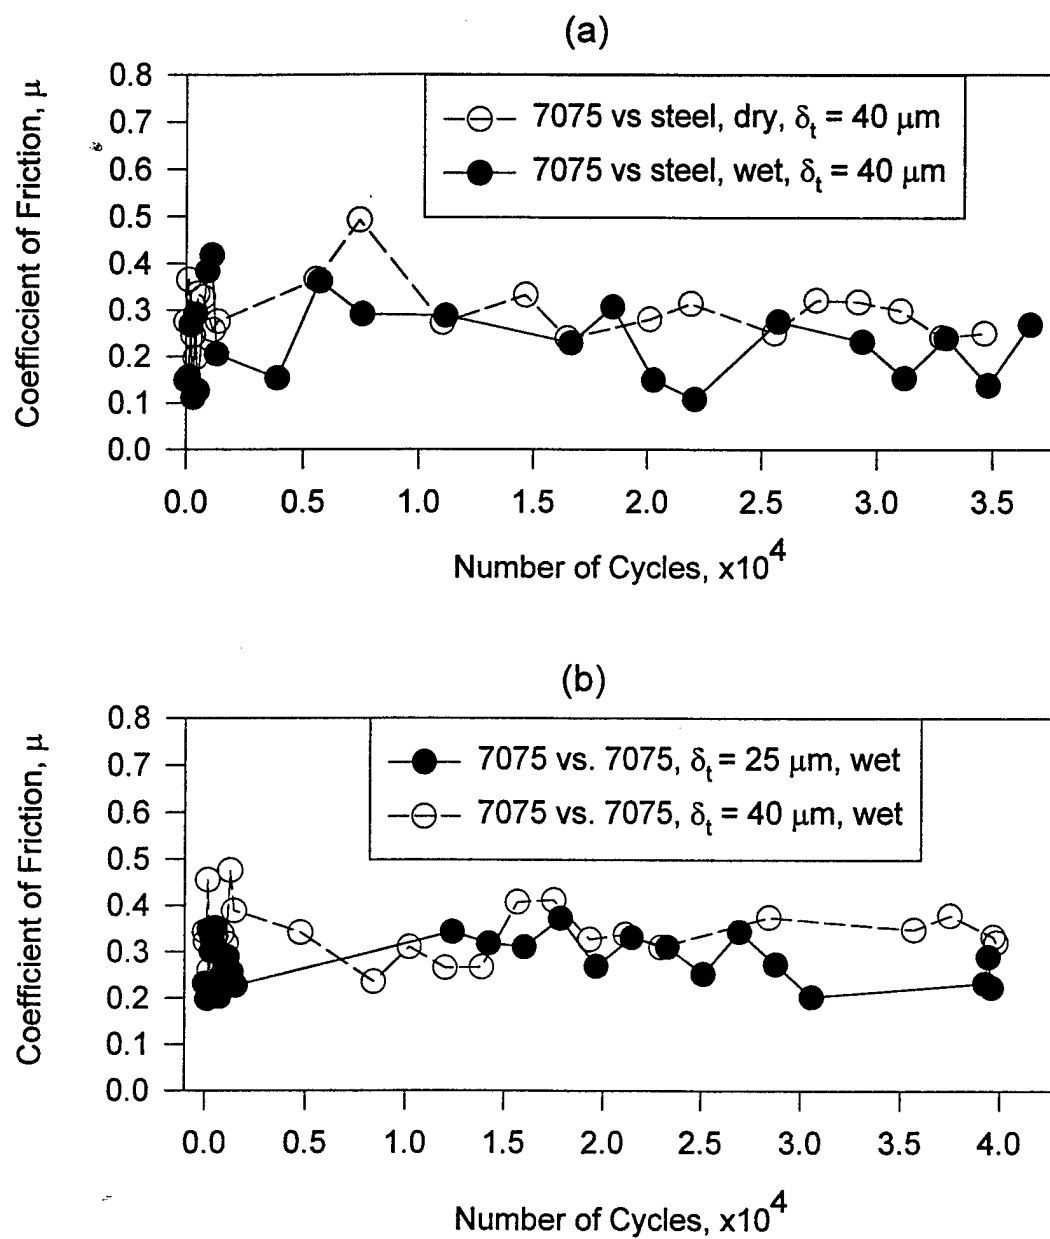 (a)
Coefficcient of Friction, μ
0.8
0.7
0.6
0.5
0.4
0.3
0.2
0.1
0.0
7075 vs steel, dry, δt = 40 μm
7075 vs steel, wet, δt = 40 μm
0.0 0.5 1.0 1.5 2.0 2.5 3.0 3.5
Number of Cycles, x10^4
(b)
Coefficient of Friction, μ
0.8
0.7
0.6
0.5
0.4
0.3
0.2
0.1
0.0
7075 vs. 7075, δt = 25 μm, wet
7075 vs. 7075, δt = 40 μm, wet
0.0 0.5 1.0 1.5 2.0 2.5 3.0 3.5 4.0
Number of Cycles, x10^4